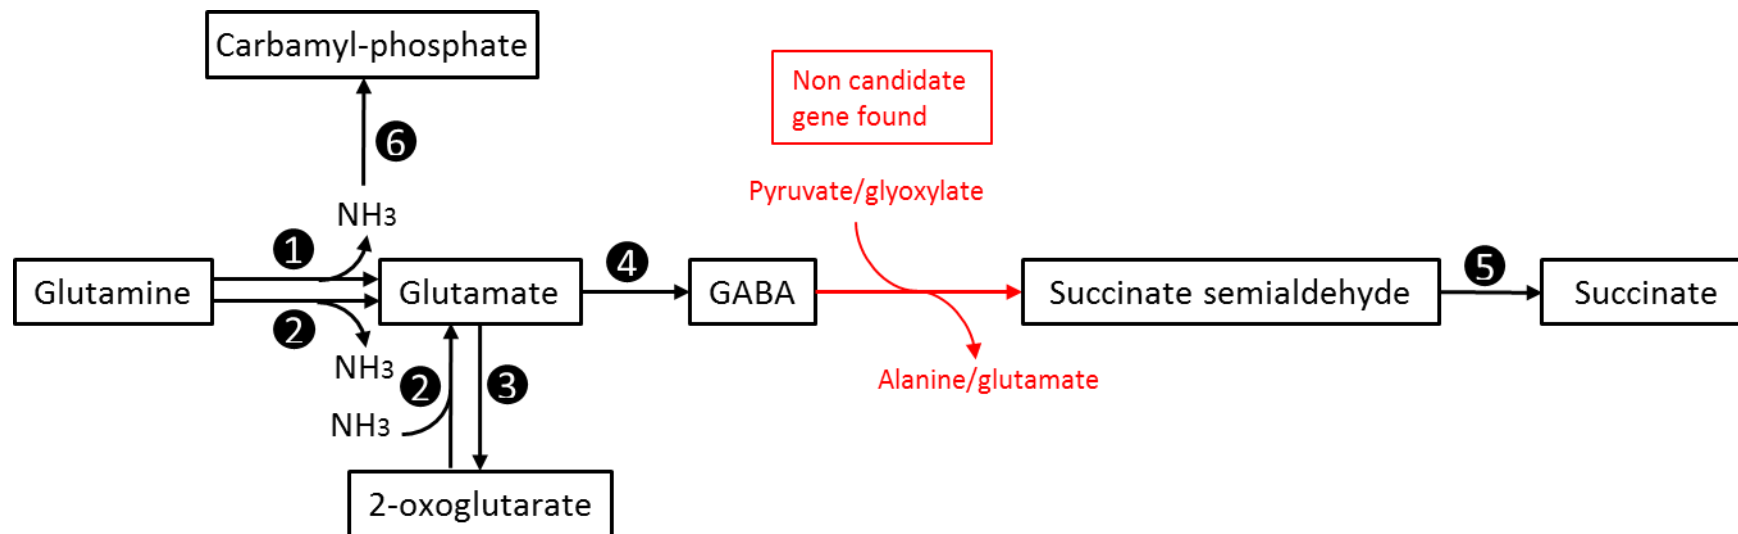 Carbamyl-phosphate
Non candidate
gene found
6
Pyruvate/glyoxylate
NH3
1
4
5
Glutamine
Glutamate
GABA
Succinate semialdehyde
Succinate
2
NH3
2
3
Alanine/glutamate
NH3
2-oxoglutarate